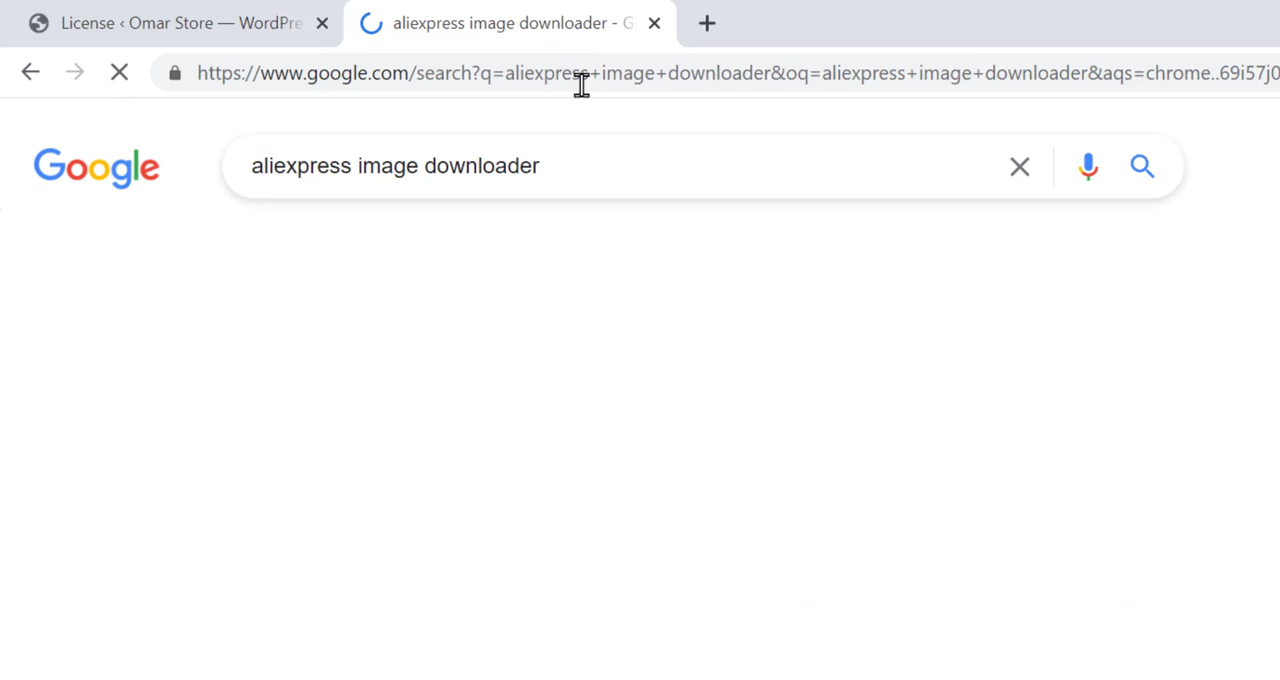 License ‹ Omar Store — WordPre
aliexpress image downloader - G
https://www.google.com/search?q=aliexpress+image+downloader&oq=aliexpress+image+downloader&aqs=chrome..69i57j0
Google
aliexpress image downloader